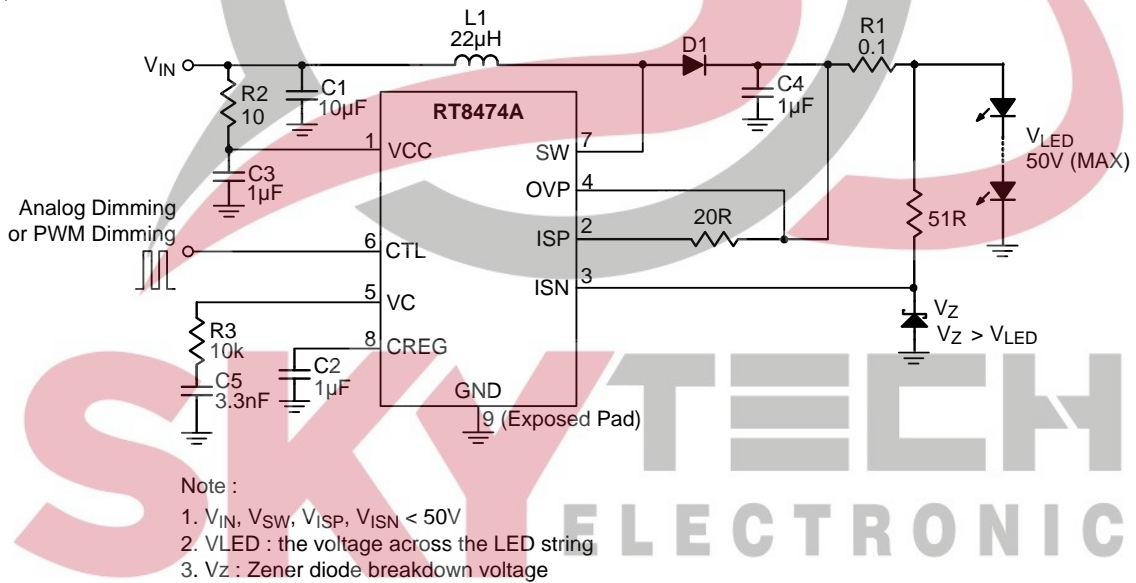 L1
22µH
D1
R1
0.1
VIN
R2
10
C1
10µF
C4
1µF
RT8474A
1
VCC
7
SW
C3
1µF
OVP
4
VLED
50V (MAX)
Analog Dimming
or PWM Dimming
20R
2
ISP
51R
6
CTL
3
ISN
5
VC
VZ
VZ > VLED
R3
10k
8
CREG
C2
1µF
C5
3.3nF
GND
9 (Exposed Pad)
SKYTECH
ELECTRONIC
Note :
1. VIN, VSW, VISP, VISN < 50V
2. VLED : the voltage across the LED string
3. Vz : Zener diode breakdown voltage